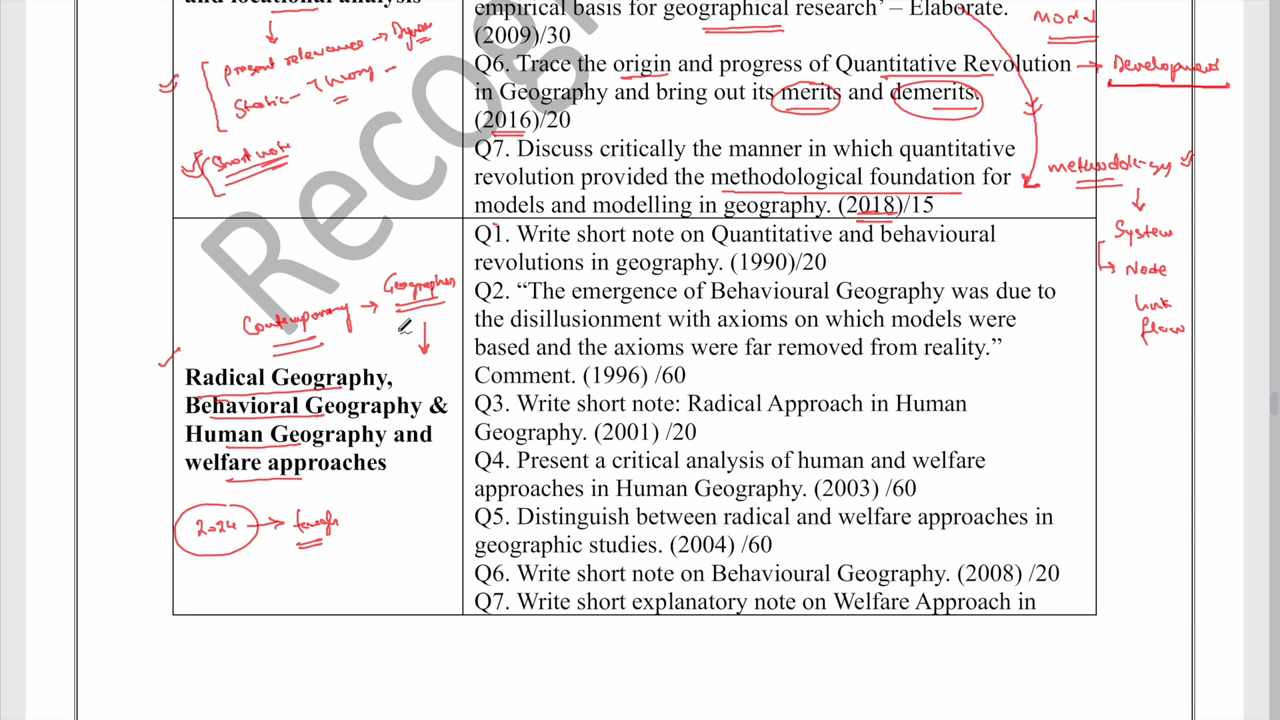 and locational analysis
present relevance → Dynam
Static - Theory -
Short note
empirical basis for geographical research' – Elaborate.
(2009)/30
Q6. Trace the origin and progress of Quantitative Revolution
in Geography and bring out its merits and demerits.
(2016)/20
Q7. Discuss critically the manner in which quantitative
revolution provided the methodological foundation for
models and modelling in geography. (2018)/15
Model
→ Development
methodology
System
Node
link
flow
Contemporary → Geographer
Radical Geography,
Behavioral Geography &
Human Geography and
welfare approaches
2024 →
Q1. Write short note on Quantitative and behavioural
revolutions in geography. (1990)/20
Q2. “The emergence of Behavioural Geography was due to
the disillusionment with axioms on which models were
based and the axioms were far removed from reality.”
Comment. (1996) /60
Q3. Write short note: Radical Approach in Human
Geography. (2001) /20
Q4. Present a critical analysis of human and welfare
approaches in Human Geography. (2003) /60
Q5. Distinguish between radical and welfare approaches in
geographic studies. (2004) /60
Q6. Write short note on Behavioural Geography. (2008) /20
Q7. Write short explanatory note on Welfare Approach in
Recog